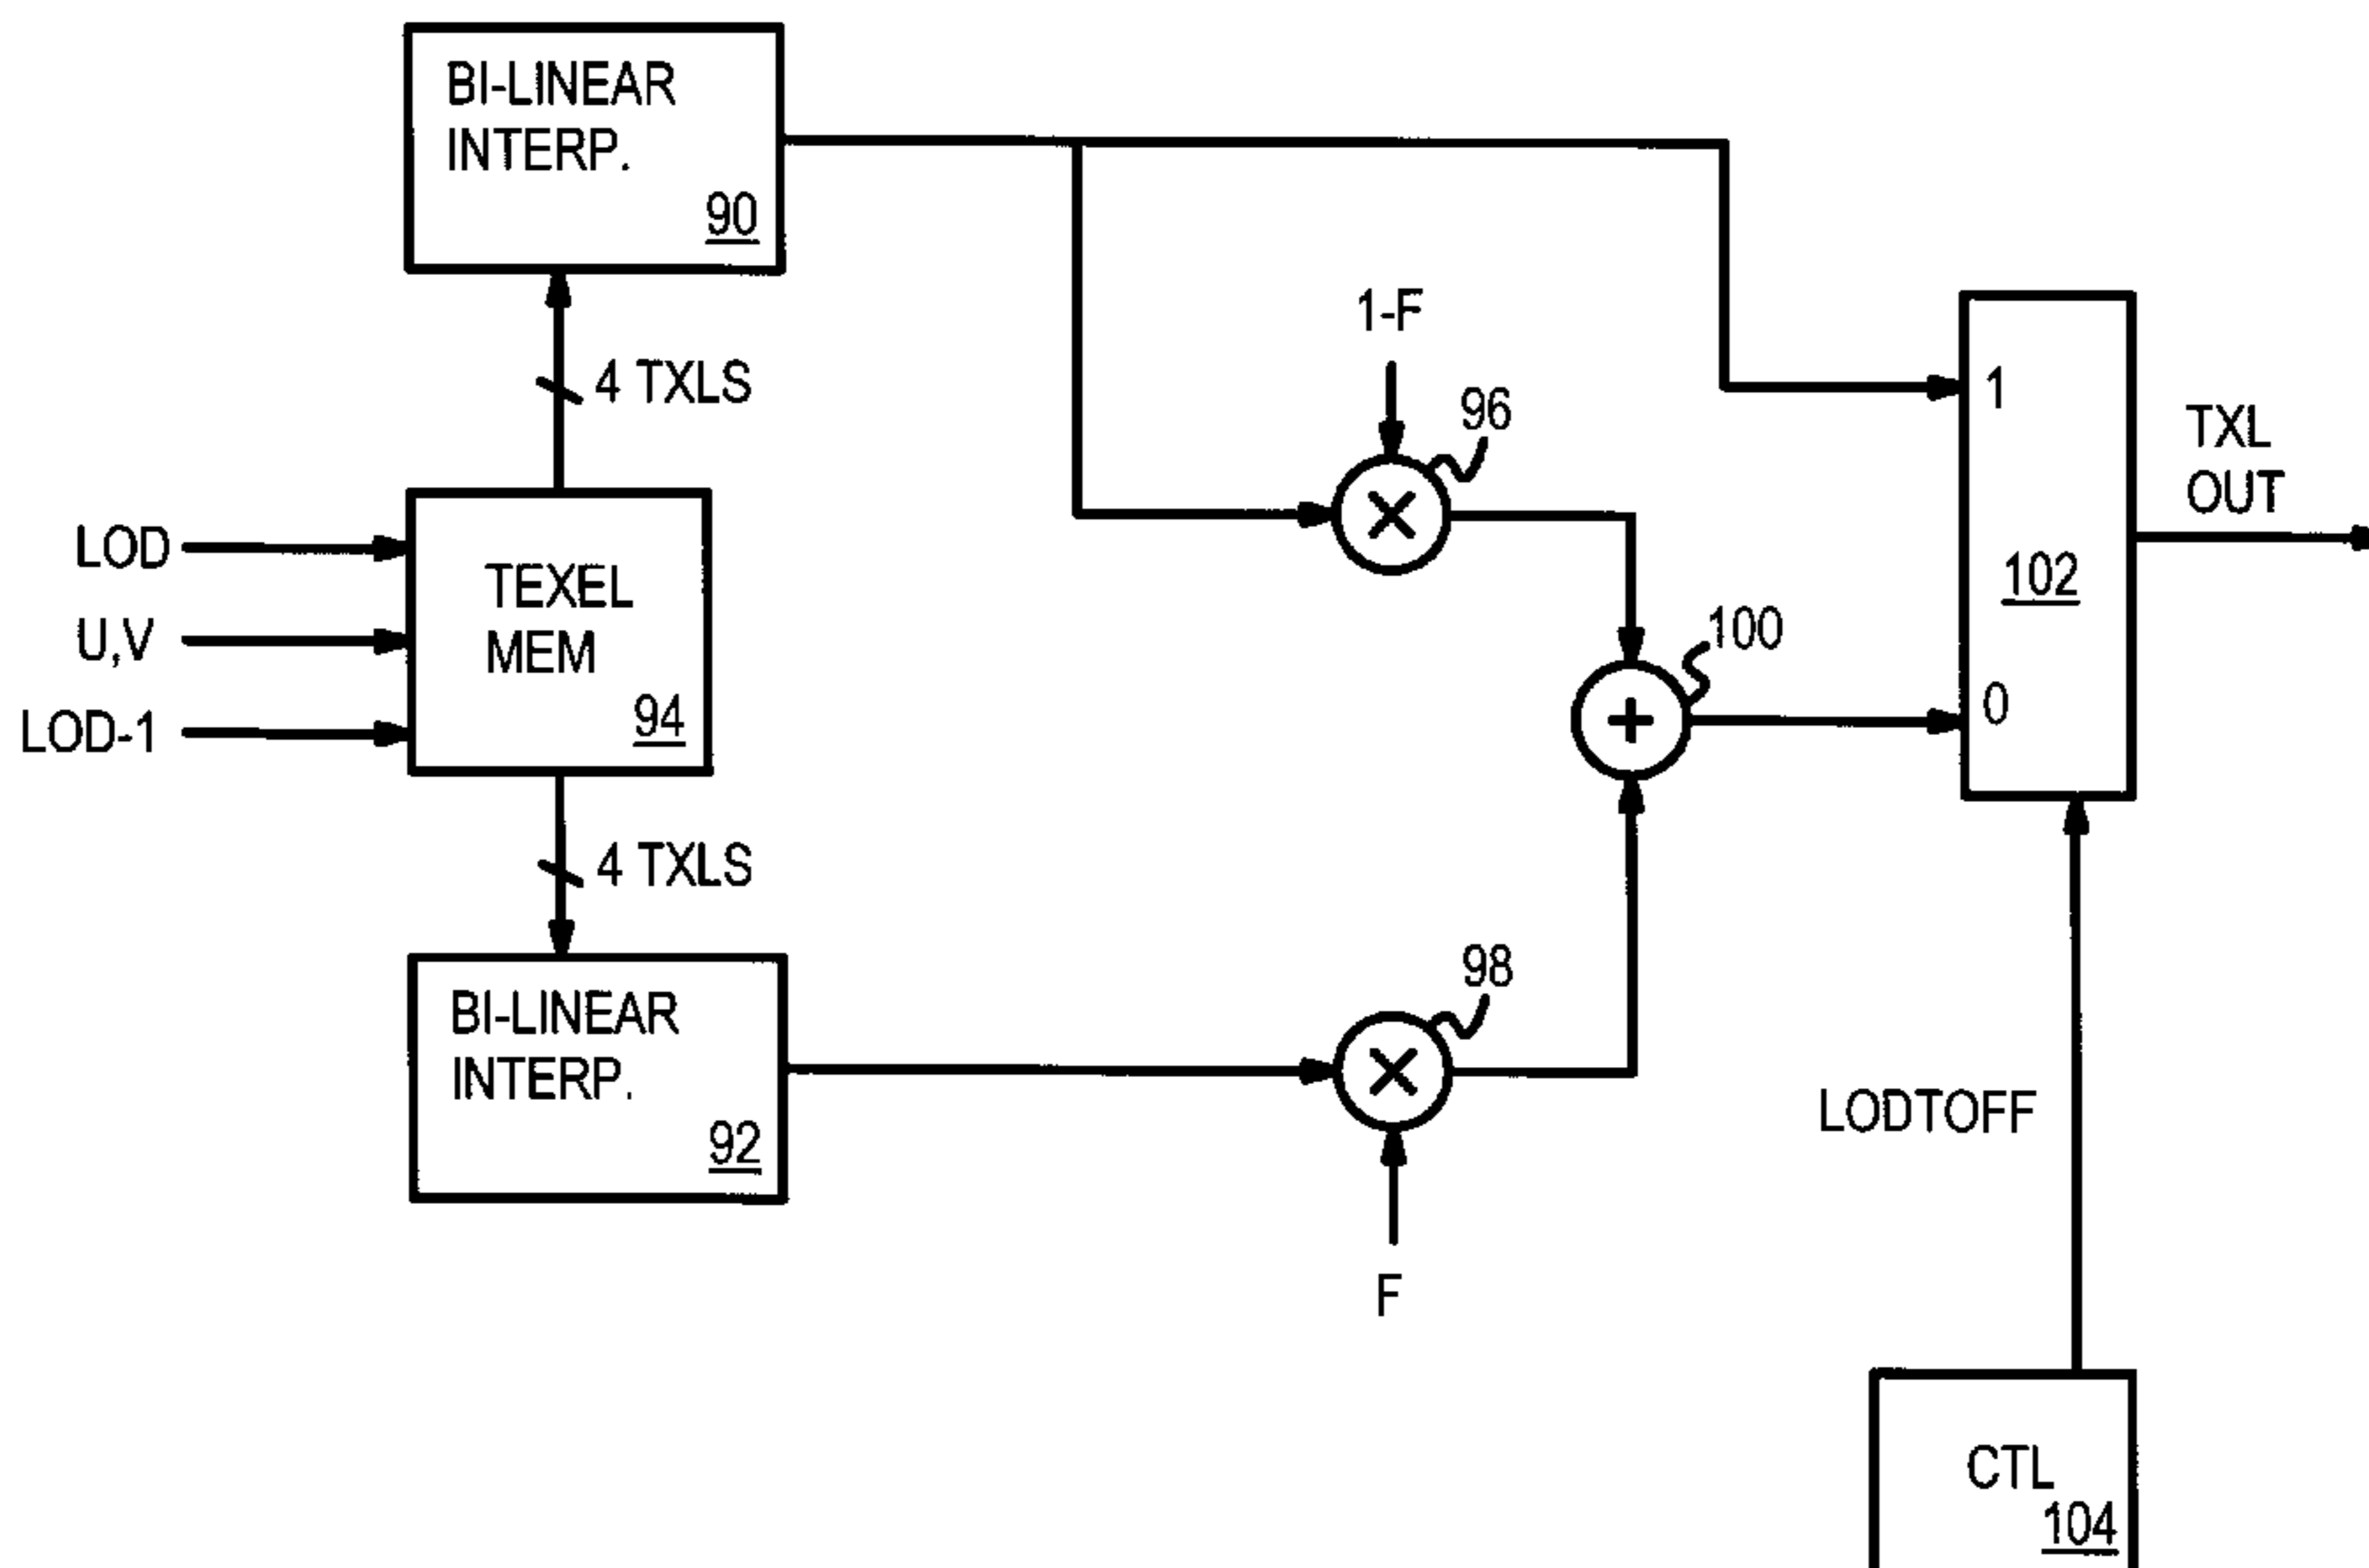 BI-LINEAR
INTERP.
90
4 TXLS
1-F
96
1
TXL
OUT
LOD
U,V
LOD-1
TEXEL
MEM
94
102
100
0
4 TXLS
BI-LINEAR
INTERP.
92
98
F
LODTOFF
CTL
104